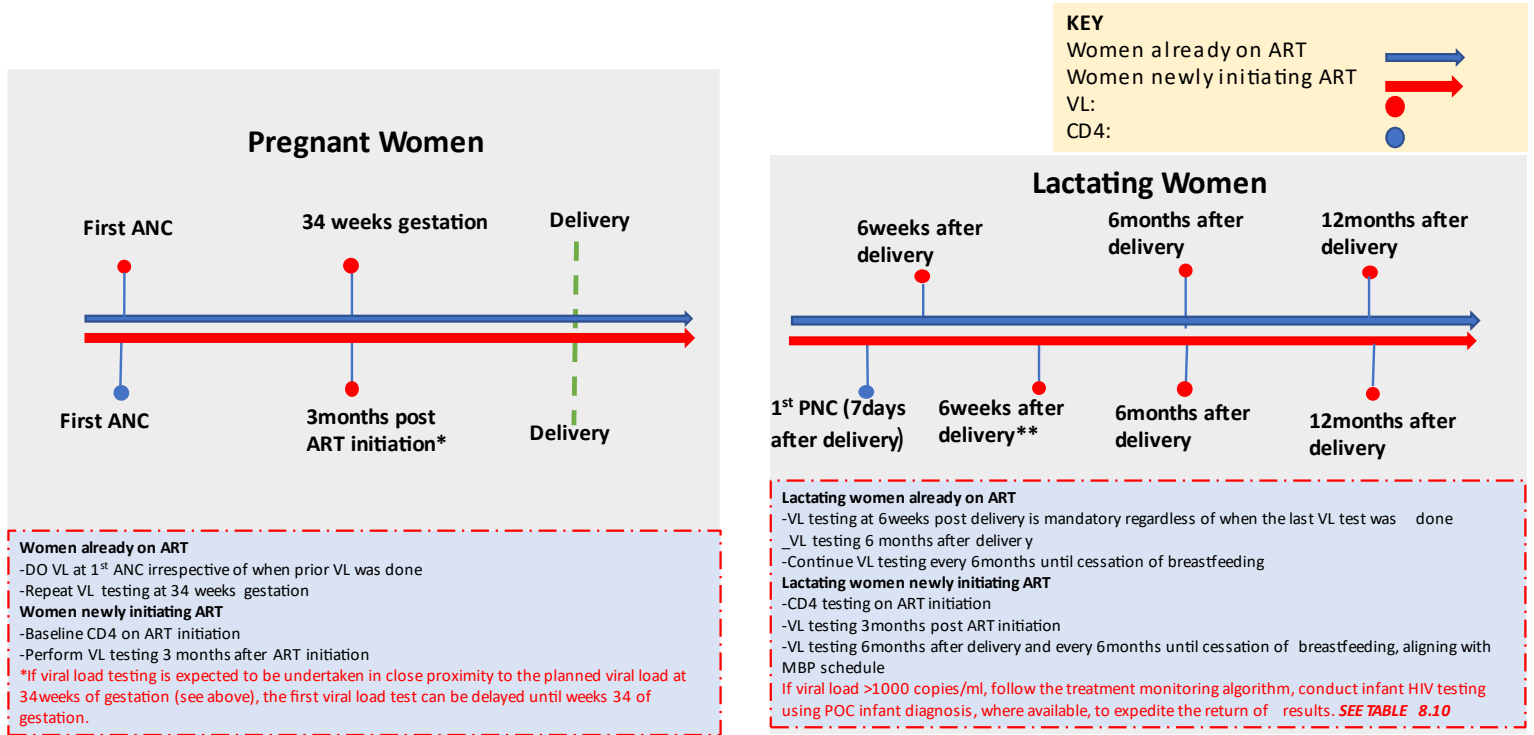 KEY
Women already on ART
Women newly initiating ART
VL:
CD4:
Pregnant Women
First ANC
34 weeks gestation
Delivery
First ANC
3months post
ART initiation*
Delivery
Women already on ART
-DO VL at 1st ANC irrespective of when prior VL was done
-Repeat VL testing at 34 weeks gestation
Women newly initiating ART
-Baseline CD4 on ART initiation
-Perform VL testing 3 months after ART initiation
*If viral load testing is expected to be undertaken in close proximity to the planned viral load at
34weeks of gestation (see above), the first viral load test can be delayed until weeks 34 of
gestation.
Lactating Women
6weeks after
delivery
6months after
delivery
12months after
delivery
1st PNC (7days
after delivery)
6weeks after
delivery**
6months after
delivery
12months after
delivery
Lactating women already on ART
-VL testing at 6weeks post delivery is mandatory regardless of when the last VL test was done
_VL testing 6 months after delivery
-Continue VL testing every 6months until cessation of breastfeeding
Lactating women newly initiating ART
-CD4 testing on ART initiation
-VL testing 3months post ART initiation
-VL testing 6months after delivery and every 6months until cessation of breastfeeding, aligning with
MBP schedule
If viral load >1000 copies/ml, follow the treatment monitoring algorithm, conduct infant HIV testing
using POC infant diagnosis, where available, to expedite the return of results. SEE TABLE 8.10